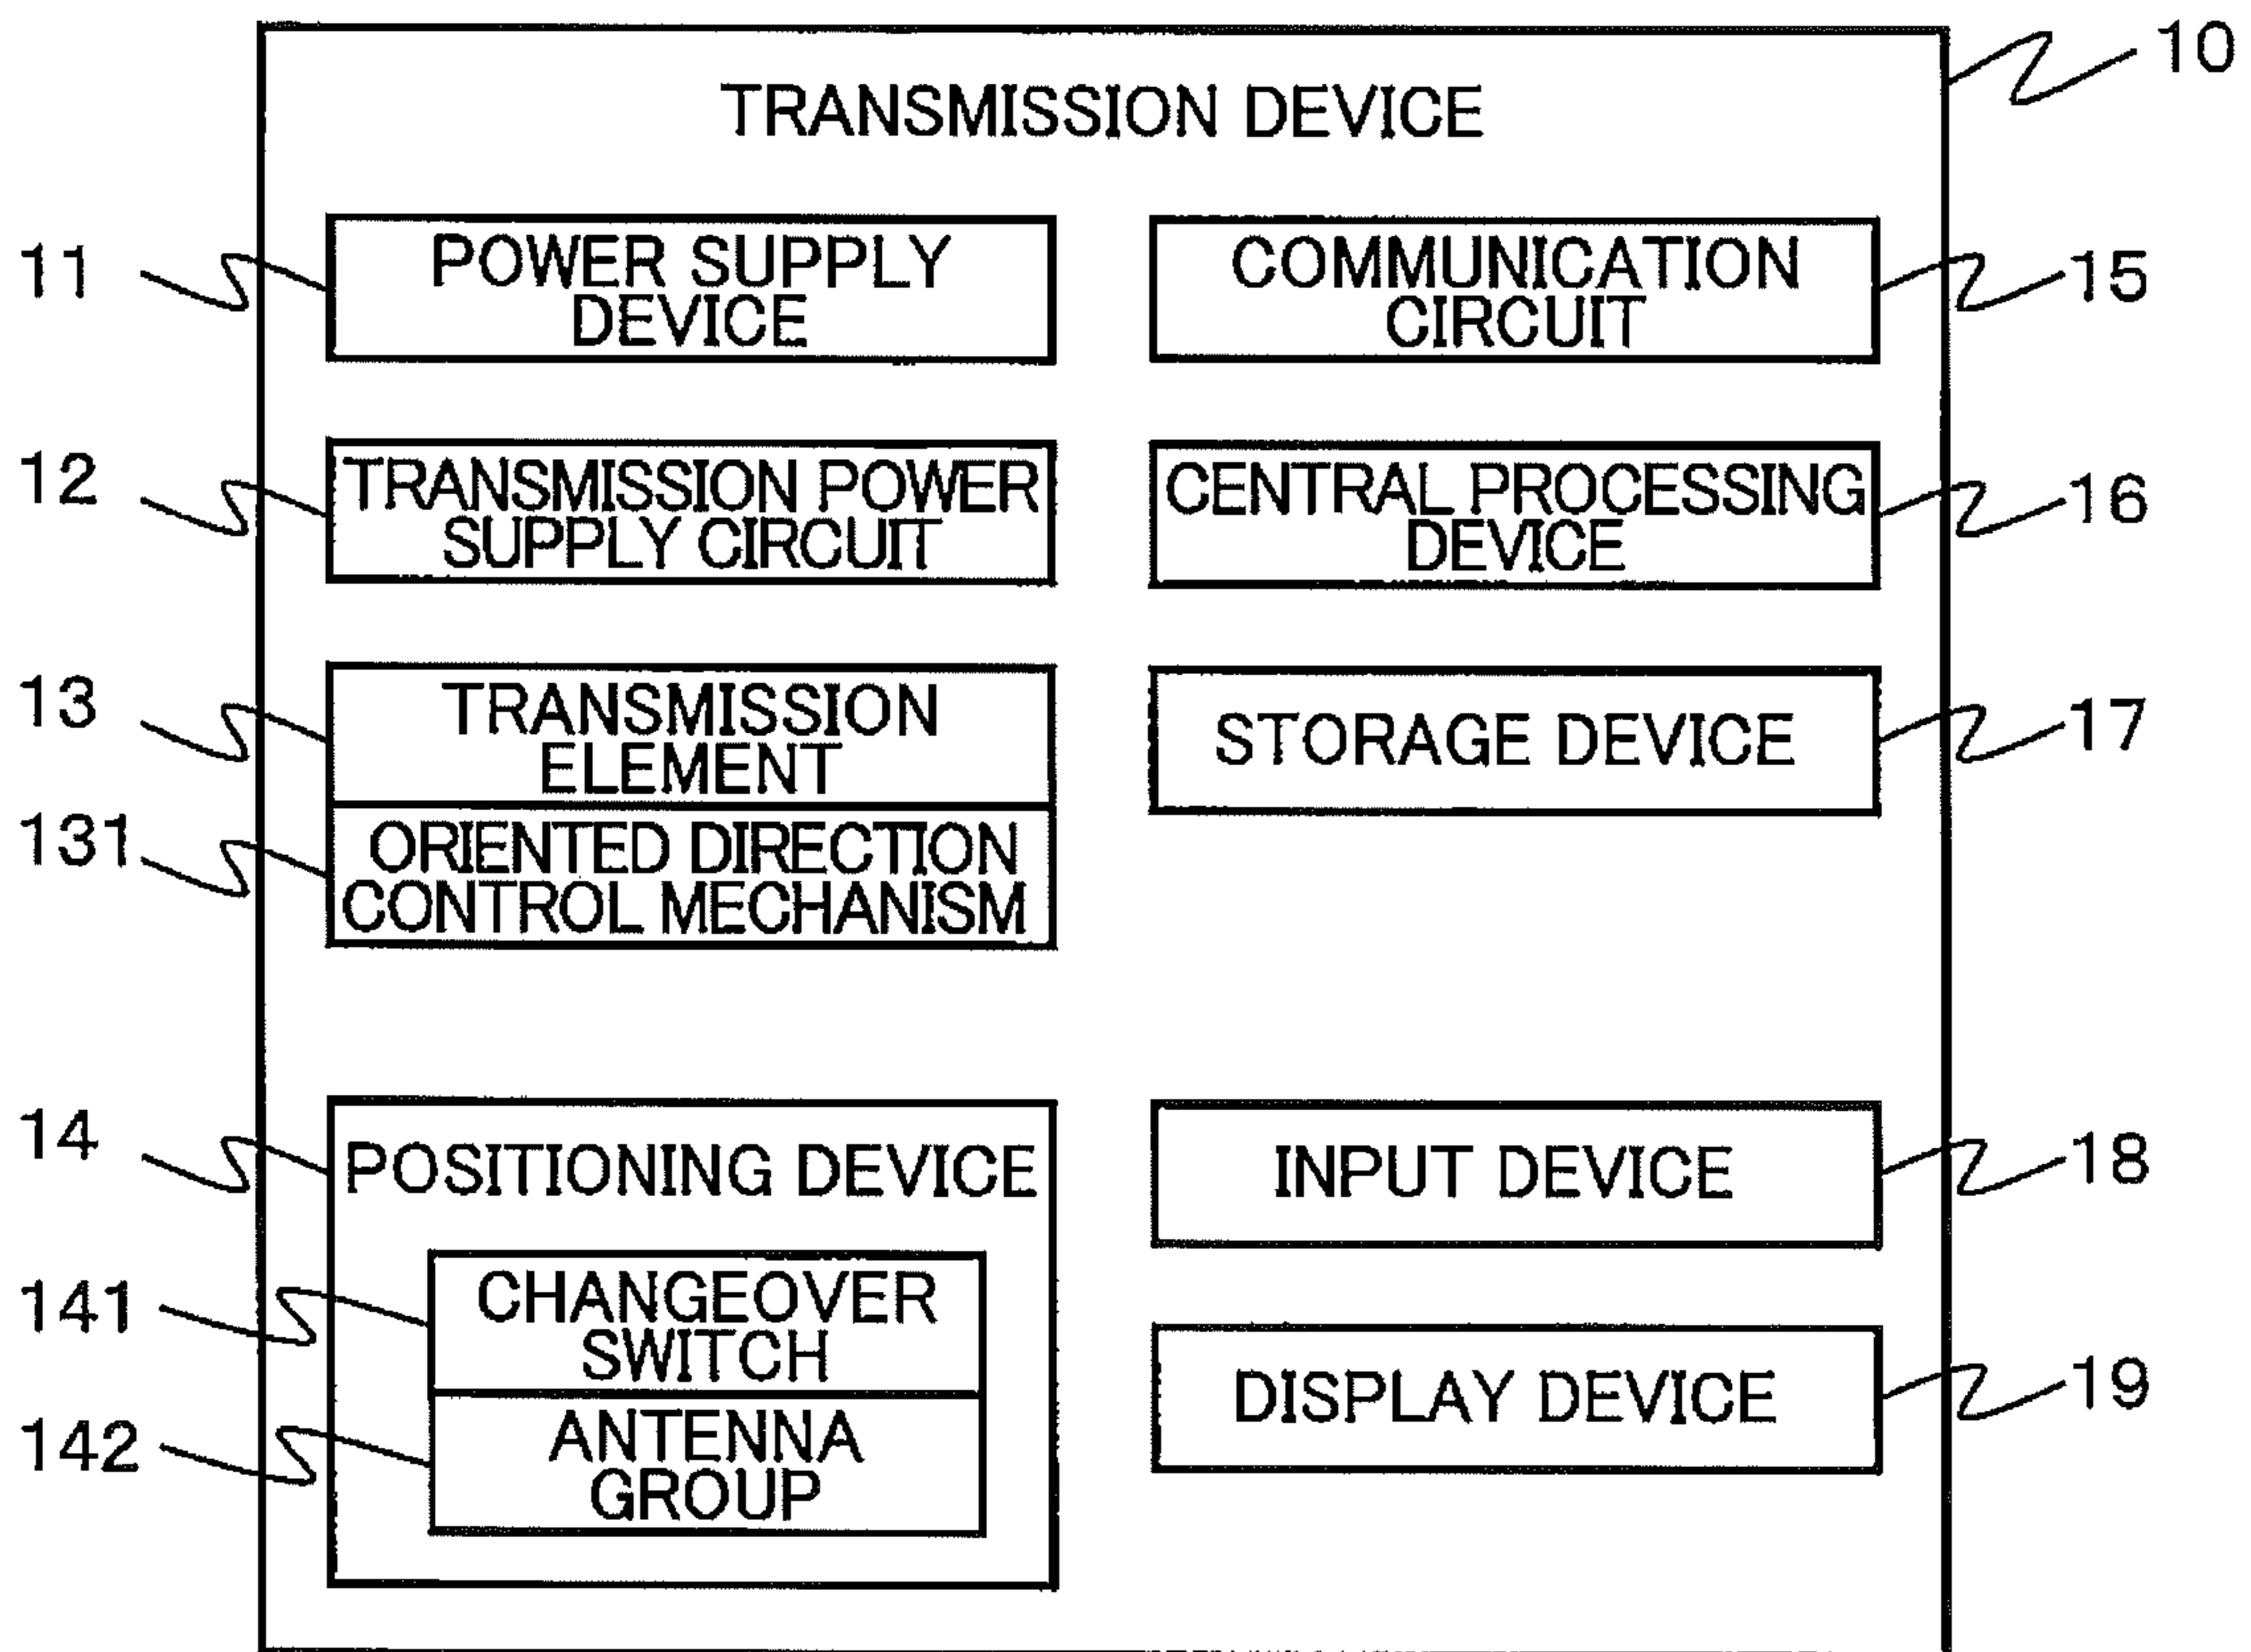 10
TRANSMISSION DEVICE
11
POWER SUPPLY
DEVICE
COMMUNICATION
CIRCUIT
15
12
TRANSMISSION POWER
SUPPLY CIRCUIT
CENTRAL PROCESSING
DEVICE
16
13
TRANSMISSION
ELEMENT
STORAGE DEVICE
17
131
ORIENTED DIRECTION
CONTROL MECHANISM
14
POSITIONING DEVICE
INPUT DEVICE
18
141
CHANGEOVER
SWITCH
DISPLAY DEVICE
19
142
ANTENNA
GROUP